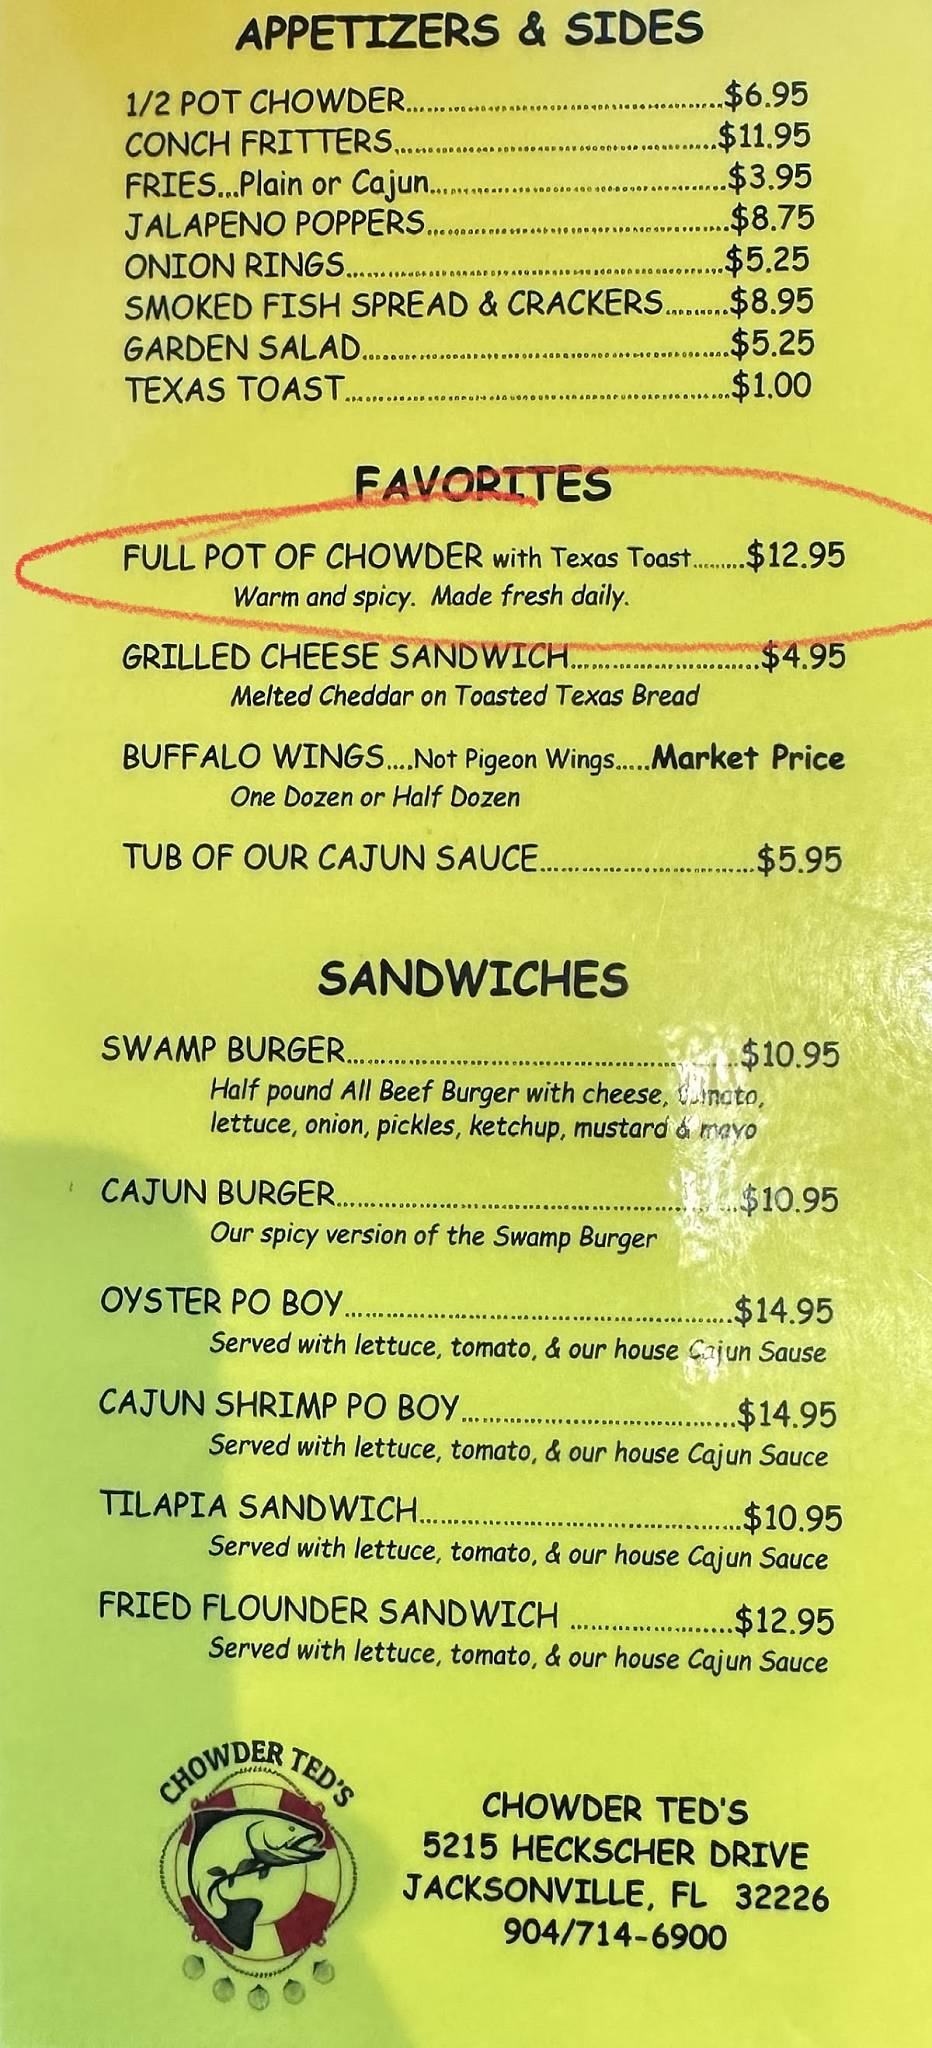 APPETIZERS & SIDES
1/2 POT CHOWDER..........$6.95
CONCH FRITTERS..........$11.95
FRIES...Plain or Cajun..........$3.95
JALAPENO POPPERS..........$8.75
ONION RINGS..........$5.25
SMOKED FISH SPREAD & CRACKERS..........$8.95
GARDEN SALAD..........$5.25
TEXAS TOAST..........$1.00
FAVORITES
FULL POT OF CHOWDER with Texas Toast.........$12.95
Warm and spicy. Made fresh daily.
GRILLED CHEESE SANDWICH..........$4.95
Melted Cheddar on Toasted Texas Bread
BUFFALO WINGS....Not Pigeon Wings.....Market Price
One Dozen or Half Dozen
TUB OF OUR CAJUN SAUCE..........$5.95
SANDWICHES
SWAMP BURGER..........$10.95
Half pound All Beef Burger with cheese, tomato,
lettuce, onion, pickles, ketchup, mustard & mayo
CAJUN BURGER..........$10.95
Our spicy version of the Swamp Burger
OYSTER PO BOY..........$14.95
Served with lettuce, tomato, & our house Cajun Sause
CAJUN SHRIMP PO BOY..........$14.95
Served with lettuce, tomato, & our house Cajun Sauce
TILAPIA SANDWICH..........$10.95
Served with lettuce, tomato, & our house Cajun Sauce
FRIED FLOUNDER SANDWICH ..........$12.95
Served with lettuce, tomato, & our house Cajun Sauce
CHOWDER TED'S
CHOWDER TED'S
5215 HECKSCHER DRIVE
JACKSONVILLE, FL 32226
904/714-6900